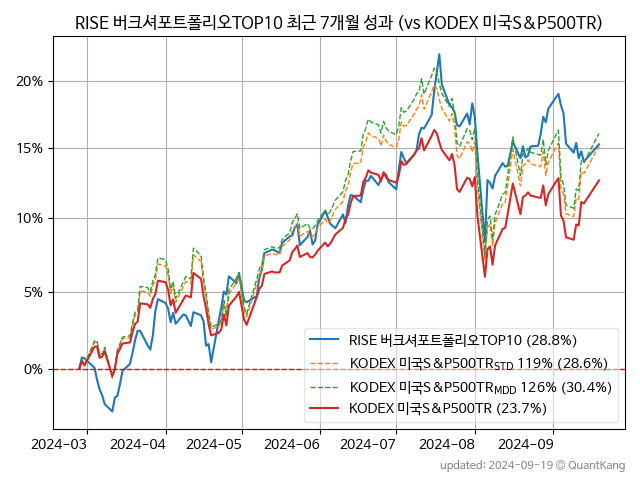 RISE 버크셔포트폴리오TOP10 최근 7개월 성과 (vs KODEX 미국S&P500TR)
20%
15%
10%
5%
0%
RISE 버크셔포트폴리오TOP10 (28.8%)
KODEX 미국S&P500TR_STD 119% (28.6%)
KODEX 미국S&P500TR_MDD 126% (30.4%)
KODEX 미국S&P500TR (23.7%)
2024-03 2024-04 2024-05 2024-06 2024-07 2024-08 2024-09
updated: 2024-09-19 © QuantKang